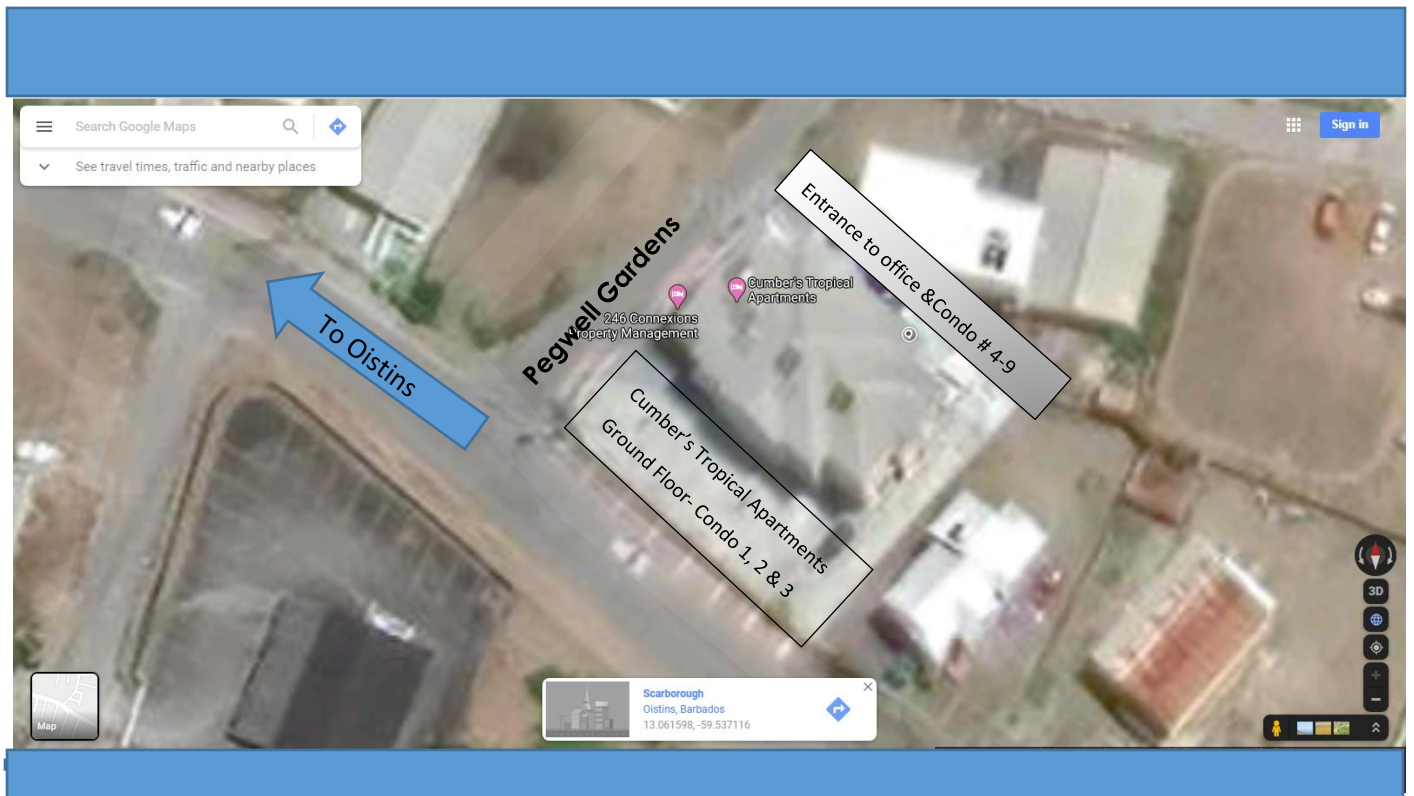 Search Google Maps
See travel times, traffic and nearby places
Sign in
Entrance to office &Condo # 4-9
Pegwell Gardens
Cumber's Tropical
Apartments
246 Connexions
Property Management
To Oistins
Cumber's Tropical Apartments
Ground Floor- Condo 1, 2 & 3
3D
Map
Scarborough
Oistins, Barbados
13.061598, -59.537116